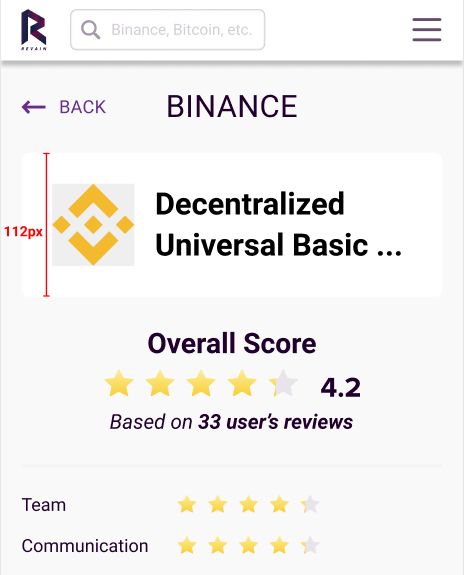 REVAIN
Binance, Bitcoin, etc.
BACK
BINANCE
112px
Decentralized
Universal Basic ...
Overall Score
4.2
Based on 33 user's reviews
Team
Communication